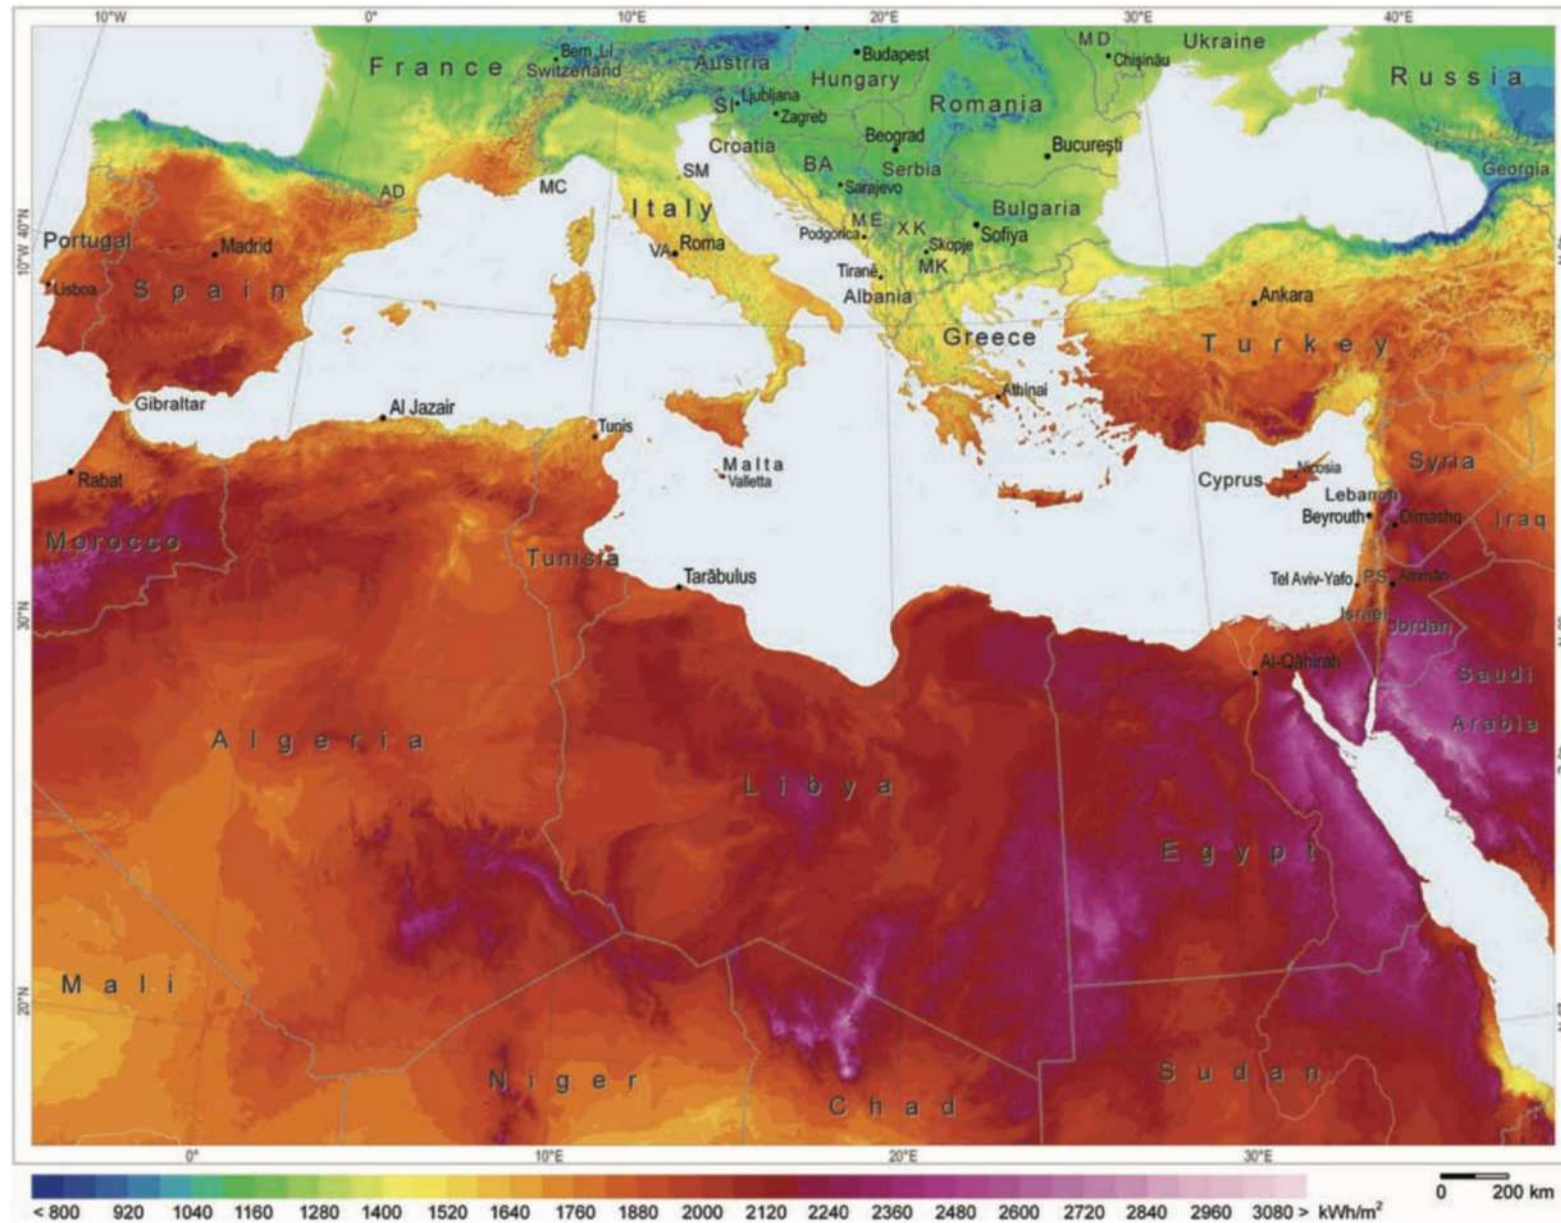 10°W 0° 10°E 20°E 30°E 40°E
Bern LI
Switzerland
France
Austria
Budapest
Hungary
MD
Chişinău
Ukraine
Russia
SI
Ljubljana
Zagreb
Romania
Croatia
Beograd
Bucureşti
BA
Serbia
Georgia
SM
MC
AD
Sarajevo
Italy
Bulgaria
ME
XK
Podgorica
Sofiya
Skopje
MK
10°W 40°N
Portugal
Madrid
VA
Roma
Tiranë
Albania
Lisboa
Spain
Ankara
Greece
Turkey
Athínai
Gibraltar
Al Jazair
Tunis
Malta
Valletta
Rabat
Cyprus
Nicosia
Syria
Lebanon
Beyrouth
Dimashq
Iraq
Morocco
Tunisia
Tarābulus
Tel Aviv-Yafo
PS
Ammān
Israel
Jordan
30°N
Al-Qāhirah
Saudi
Arabia
Algeria
Libya
Egypt
Mali
20°N
Niger
Chad
Sudan
0° 10°E 20°E 30°E
< 800 920 1040 1160 1280 1400 1520 1640 1760 1880 2000 2120 2240 2360 2480 2600 2720 2840 2960 3080 > kWh/m²
0 200 km